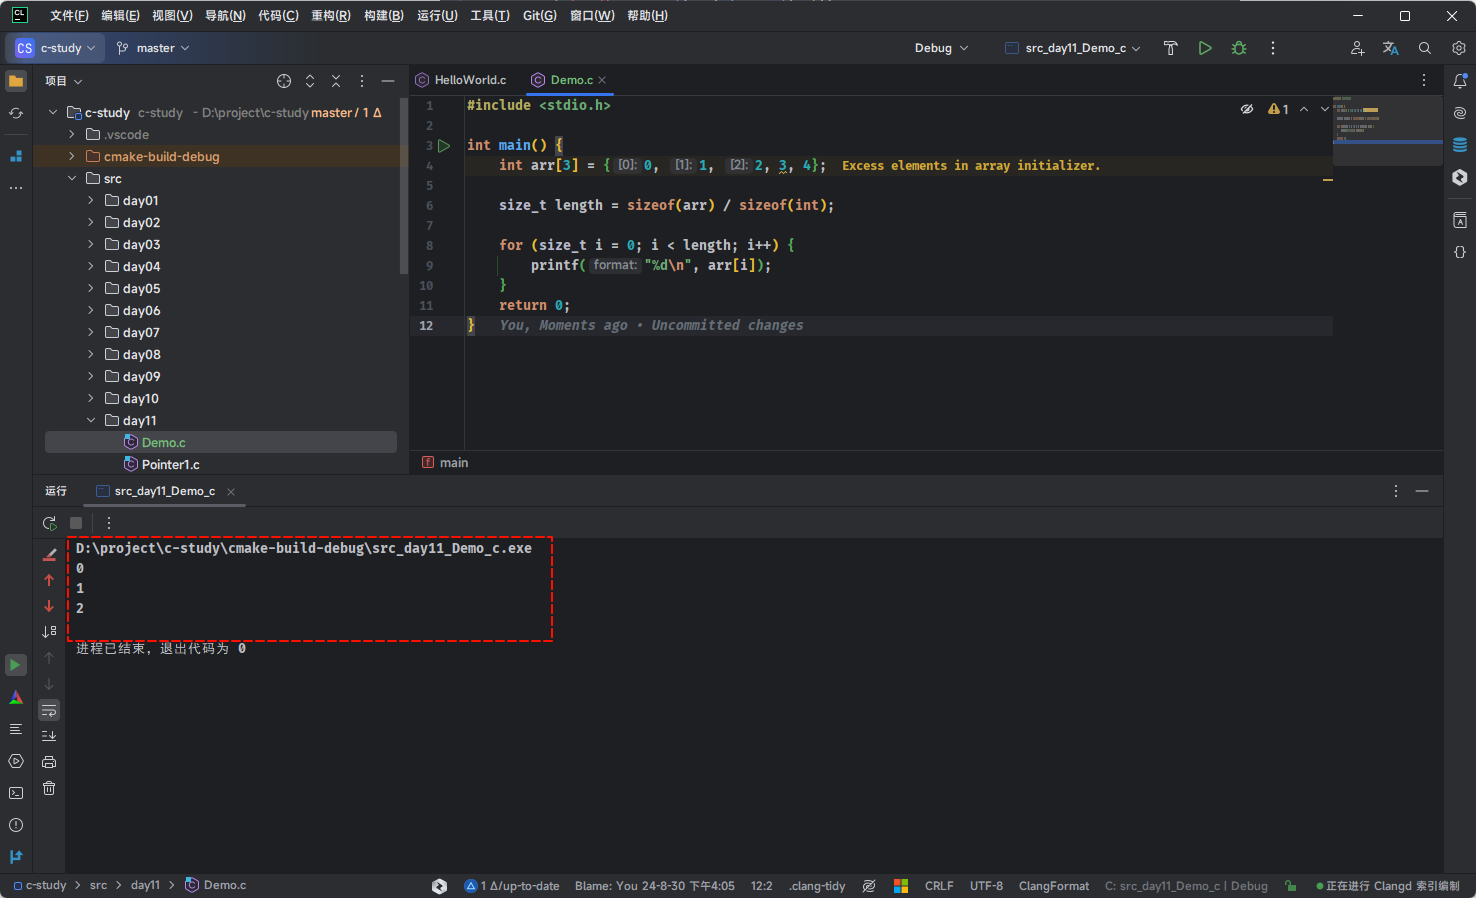 CL 文件(F) 编辑(E) 视图(V) 导航(N) 代码(C) 重构(R) 构建(B) 运行(U) 工具(T) Git(G) 窗口(W) 帮助(H)
CS c-study master Debug src_day11_Demo_c
项目
c-study c-study - D:\project\c-study master / 1 Δ
.vscode
cmake-build-debug
src
day01
day02
day03
day04
day05
day06
day07
day08
day09
day10
day11
Demo.c
Pointer1.c
HelloWorld.c Demo.c
1 #include <stdio.h>
2
3 int main() {
4 int arr[3] = {[0]: 0, [1]: 1, [2]: 2, 3, 4}; Excess elements in array initializer.
5
6 size_t length = sizeof(arr) / sizeof(int);
7
8 for (size_t i = 0; i < length; i++) {
9 printf(format: "%d\n", arr[i]);
10 }
11 return 0;
12 } You, Moments ago • Uncommitted changes
1
f main
运行 src_day11_Demo_c
D:\project\c-study\cmake-build-debug\src_day11_Demo_c.exe
0
1
2
进程已结束，退出代码为 0
c-study > src > day11 > Demo.c 1 Δ/up-to-date Blame: You 24-8-30 下午4:05 12:2 .clang-tidy CRLF UTF-8 ClangFormat C: src_day11_Demo_c | Debug 正在进行 Clangd 索引编制